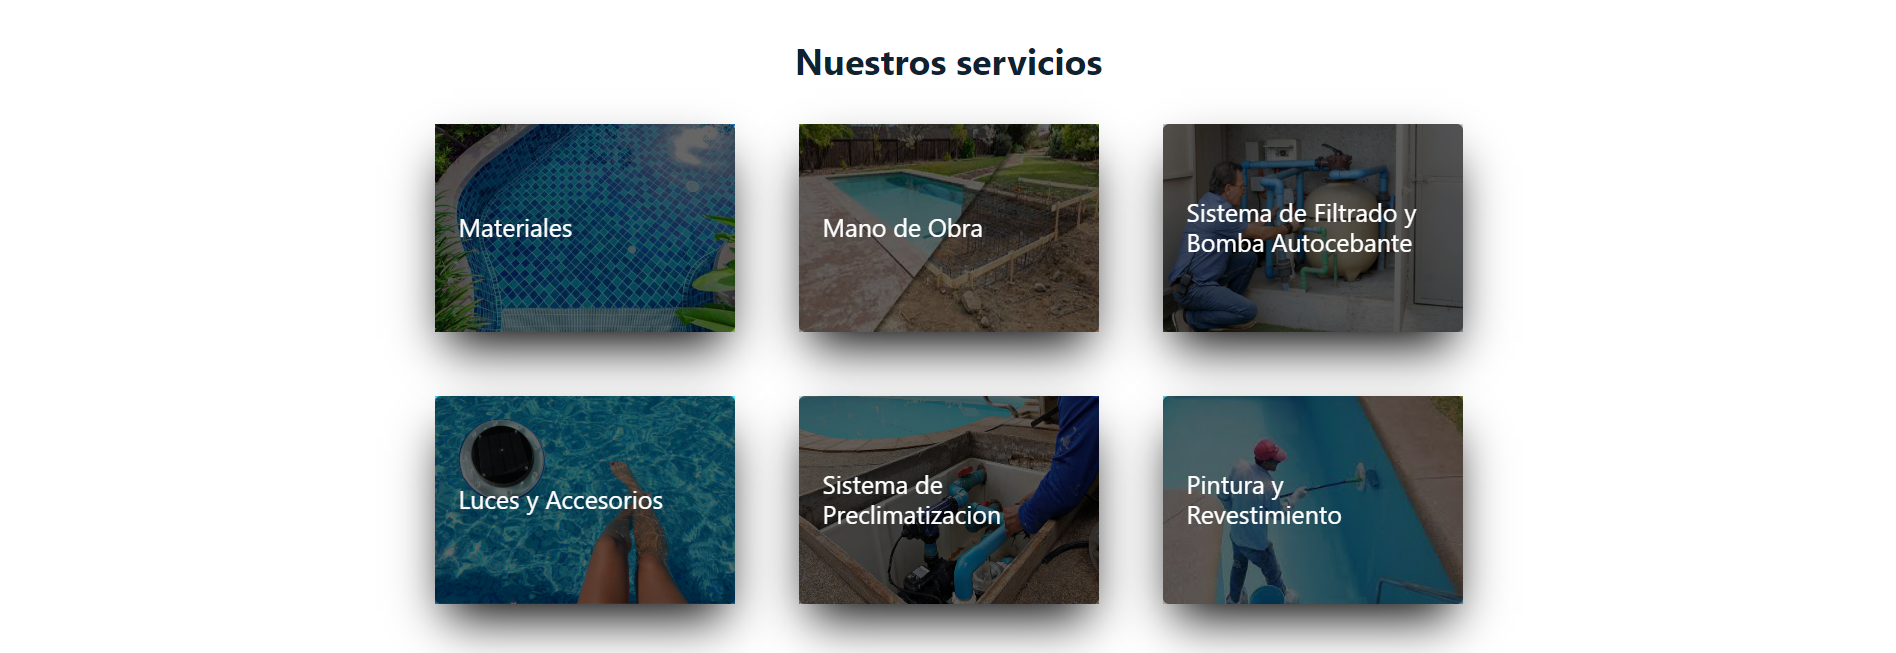 Nuestros servicios
Materiales
Mano de Obra
Sistema de Filtrado y
Bomba Autocebante
Luces y Accesorios
Sistema de
Preclimatizacion
Pintura y
Revestimiento